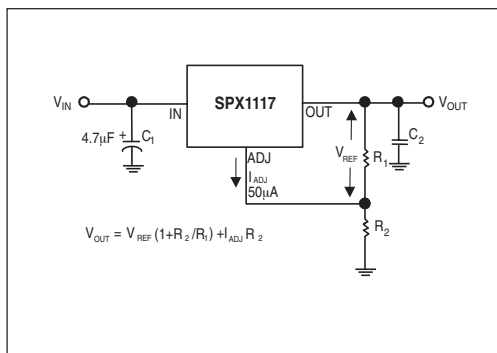 SPX1117
V_IN
IN
OUT
V_OUT
4.7μF + C_1
ADJ
I_ADJ
50μA
V_REF
R_1
C_2
R_2
V_OUT = V_REF (1+R_2/R_1) +I_ADJ R_2